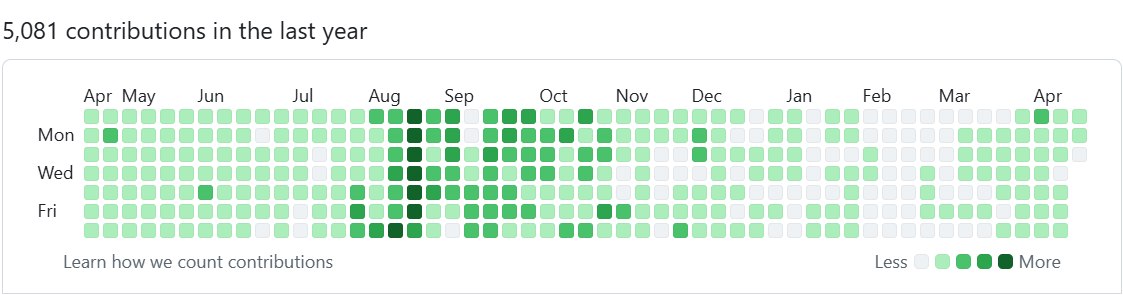 5,081 contributions in the last year
Apr May Jun Jul Aug Sep Oct Nov Dec Jan Feb Mar Apr
Mon
Wed
Fri
Learn how we count contributions
Less More